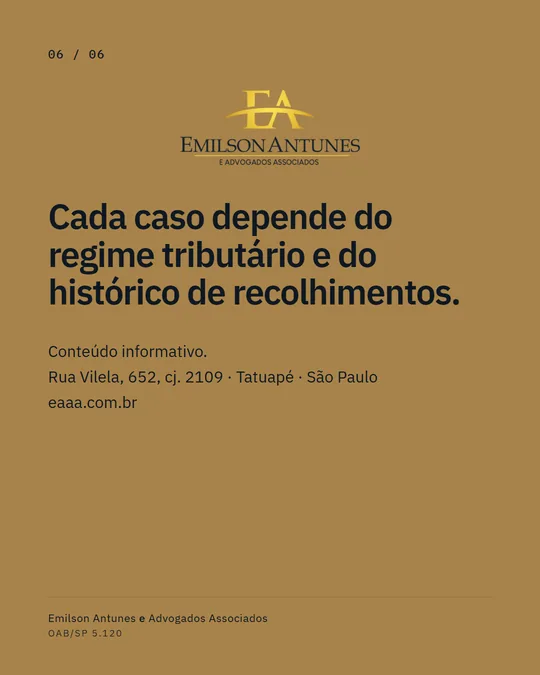 06 / 06
EA
EMILSON ANTUNES
E ADVOGADOS ASSOCIADOS
Cada caso depende do
regime tributário e do
histórico de recolhimentos.
Conteúdo informativo.
Rua Vilela, 652, cj. 2109 · Tatuapé · São Paulo
eaaa.com.br
Emilson Antunes e Advogados Associados
OAB/SP 5.120